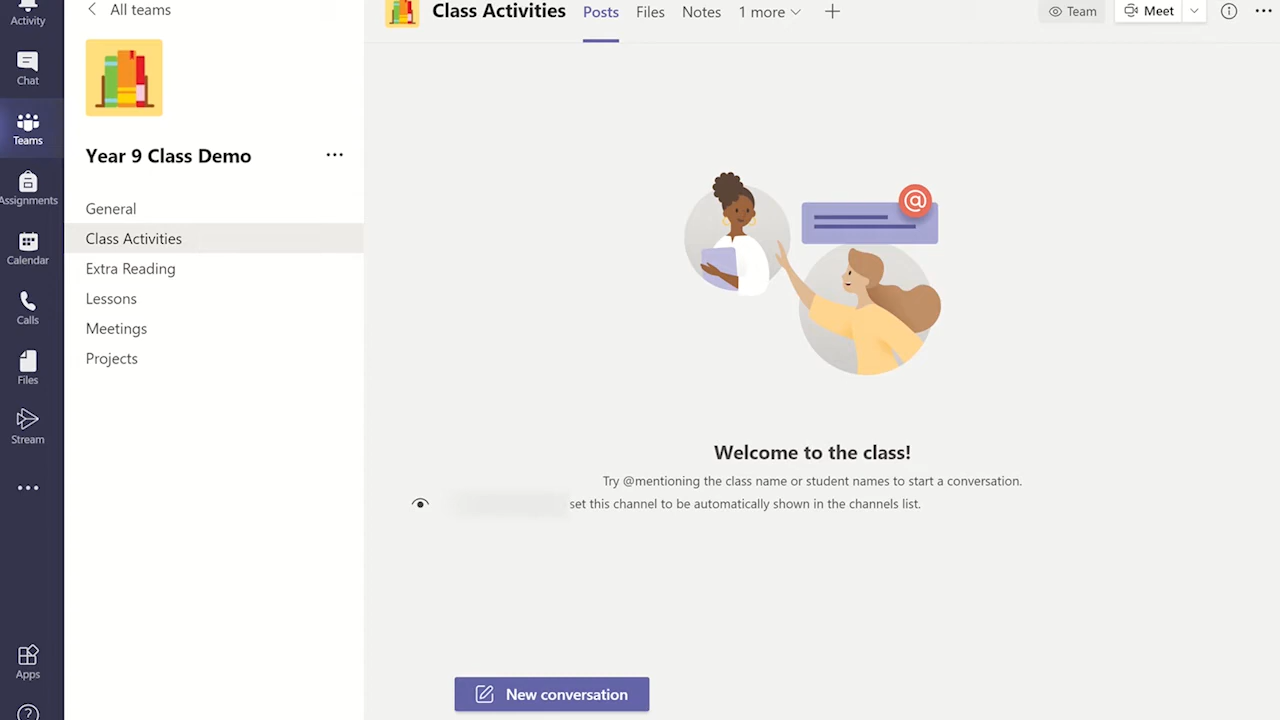 Activity
Chat
Teams
Assignments
Calendar
Calls
Files
Stream
Apps
All teams
Year 9 Class Demo
General
Class Activities
Extra Reading
Lessons
Meetings
Projects
Class Activities Posts Files Notes 1 more
Team Meet
@
Welcome to the class!
Try @mentioning the class name or student names to start a conversation.
set this channel to be automatically shown in the channels list.
New conversation